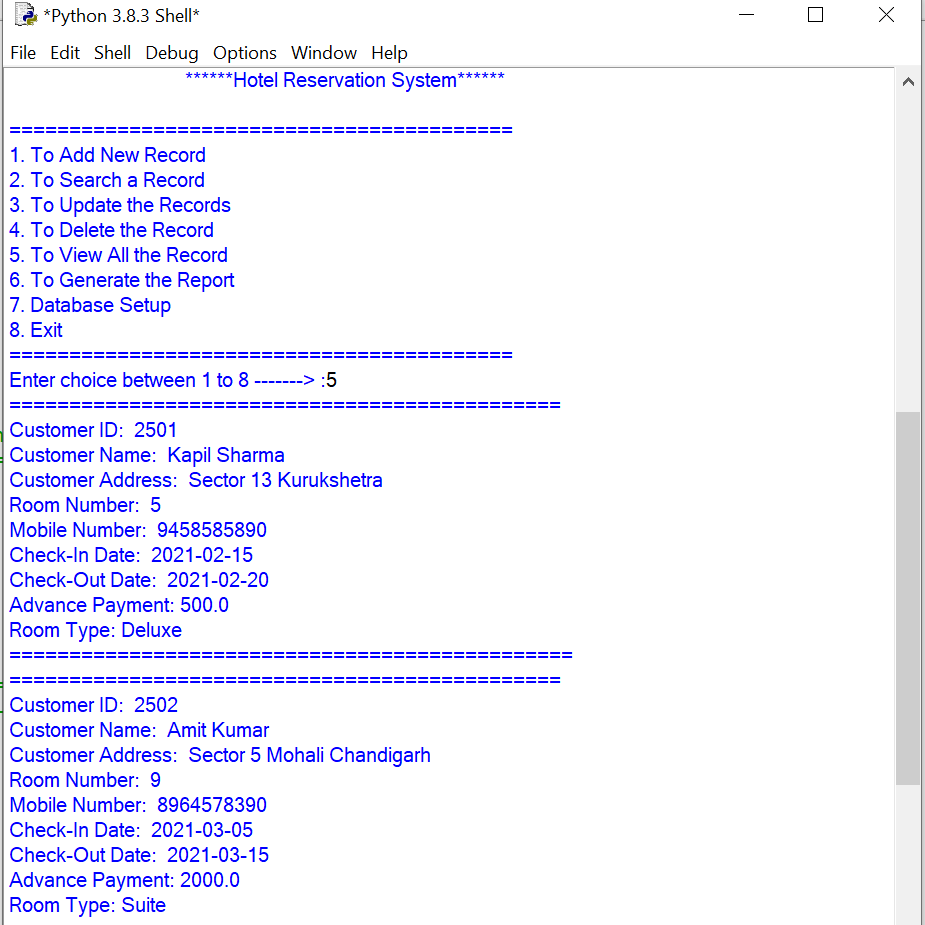 *Python 3.8.3 Shell*
File Edit Shell Debug Options Window Help
******Hotel Reservation System******
==========================================
1. To Add New Record
2. To Search a Record
3. To Update the Records
4. To Delete the Record
5. To View All the Record
6. To Generate the Report
7. Database Setup
8. Exit
==========================================
Enter choice between 1 to 8 -------> :5
==============================================
Customer ID:  2501
Customer Name:  Kapil Sharma
Customer Address:  Sector 13 Kurukshetra
Room Number:  5
Mobile Number:  9458585890
Check-In Date:  2021-02-15
Check-Out Date:  2021-02-20
Advance Payment: 500.0
Room Type: Deluxe
===============================================
==============================================
Customer ID:  2502
Customer Name:  Amit Kumar
Customer Address:  Sector 5 Mohali Chandigarh
Room Number:  9
Mobile Number:  8964578390
Check-In Date:  2021-03-05
Check-Out Date:  2021-03-15
Advance Payment: 2000.0
Room Type: Suite